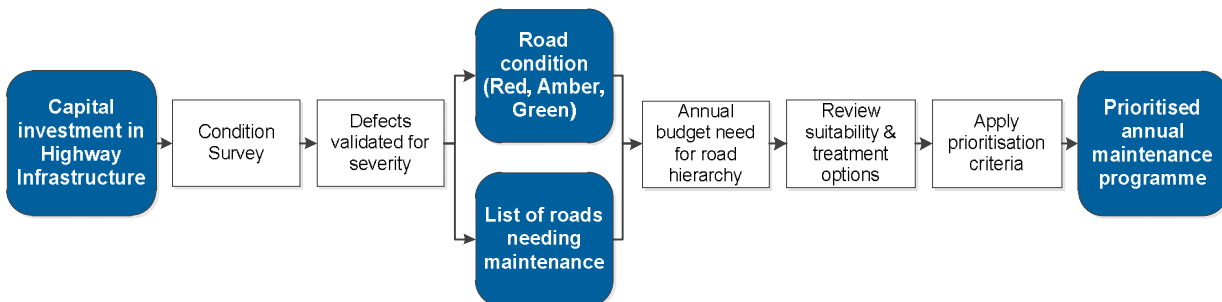 Capital
investment in
Highway
Infrastructure
Condition
Survey
Defects
validated for
severity
Road
condition
(Red, Amber,
Green)
List of roads
needing
maintenance
Annual
budget need
for road
hierarchy
Review
suitability &
treatment
options
Apply
prioritisation
criteria
Prioritised
annual
maintenance
programme